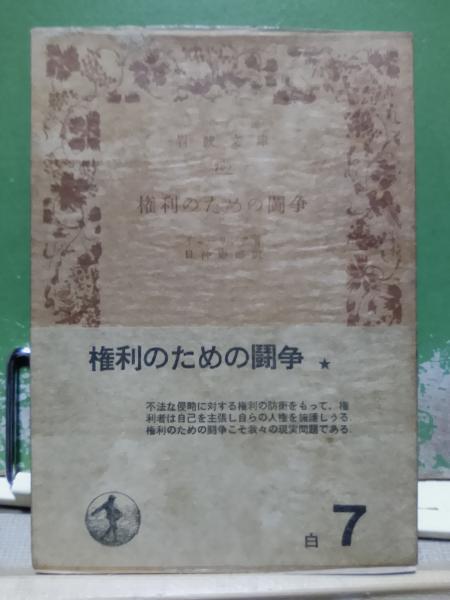 岩波文庫
権利のための闘争
権利のための闘争 ★
不法な侵略に対する権利の防衛をもって、権
利者は自己を主張し自らの人権を擁護しうる
権利のための闘争こそ我々の現実問題である
白 7